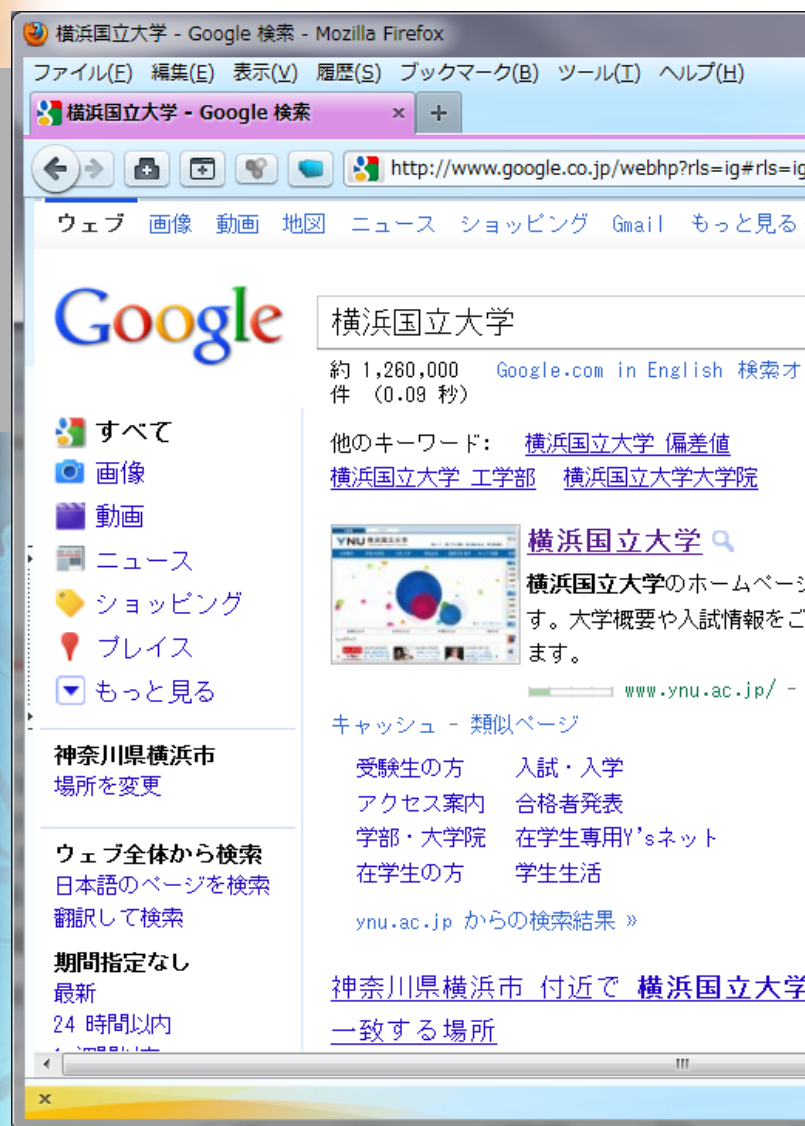 横浜国立大学 - Google 検索 - Mozilla Firefox
ファイル(F) 編集(E) 表示(V) 履歴(S) ブックマーク(B) ツール(T) ヘルプ(H)
横浜国立大学 - Google 検索 × +
http://www.google.co.jp/webhp?rls=ig#rls=ig
ウェブ 画像 動画 地図 ニュース ショッピング Gmail もっと見る
Google
横浜国立大学
約 1,260,000 件 (0.09 秒)
Google.com in English 検索オ
すべて
画像
動画
ニュース
ショッピング
プレイス
もっと見る
神奈川県横浜市
場所を変更
ウェブ全体から検索
日本語のページを検索
翻訳して検索
期間指定なし
最新
24 時間以内
他のキーワード: 横浜国立大学 偏差値
横浜国立大学 工学部 横浜国立大学大学院
YNU 横浜国立大学
横浜国立大学
横浜国立大学のホームページ
す。大学概要や入試情報をご
ます。
www.ynu.ac.jp/ -
キャッシュ - 類似ページ
受験生の方 入試・入学
アクセス案内 合格者発表
学部・大学院 在学生専用Y'sネット
在学生の方 学生生活
ynu.ac.jp からの検索結果 »
神奈川県横浜市 付近で 横浜国立大学
一致する場所